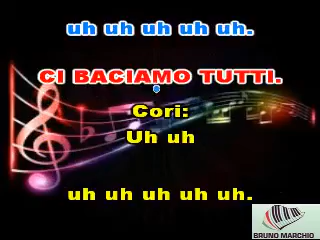 uh uh uh uh uh.
CI BACIAMO TUTTI.
Cori:
Uh uh
uh uh uh uh uh.
BRUNO MARCHIO